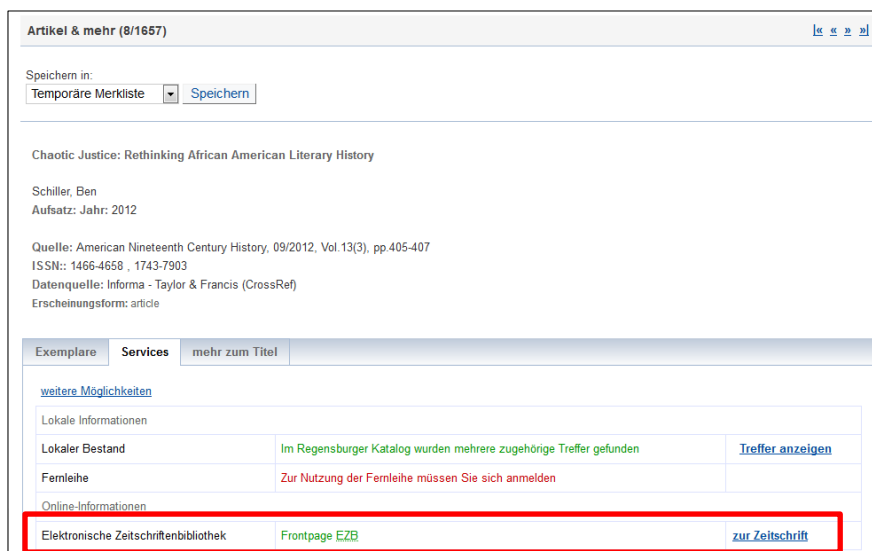 Artikel & mehr (8/1657) |« « » »|
Speichern in:
Temporäre Merkliste Speichern
Chaotic Justice: Rethinking African American Literary History
Schiller, Ben
Aufsatz: Jahr: 2012
Quelle: American Nineteenth Century History, 09/2012, Vol.13(3), pp.405-407
ISSN:: 1466-4658 , 1743-7903
Datenquelle: Informa - Taylor & Francis (CrossRef)
Erscheinungsform: article
Exemplare Services mehr zum Titel
weitere Möglichkeiten
Lokale Informationen
Lokaler Bestand Im Regensburger Katalog wurden mehrere zugehörige Treffer gefunden Treffer anzeigen
Fernleihe Zur Nutzung der Fernleihe müssen Sie sich anmelden
Online-Informationen
Elektronische Zeitschriftenbibliothek Frontpage EZB zur Zeitschrift